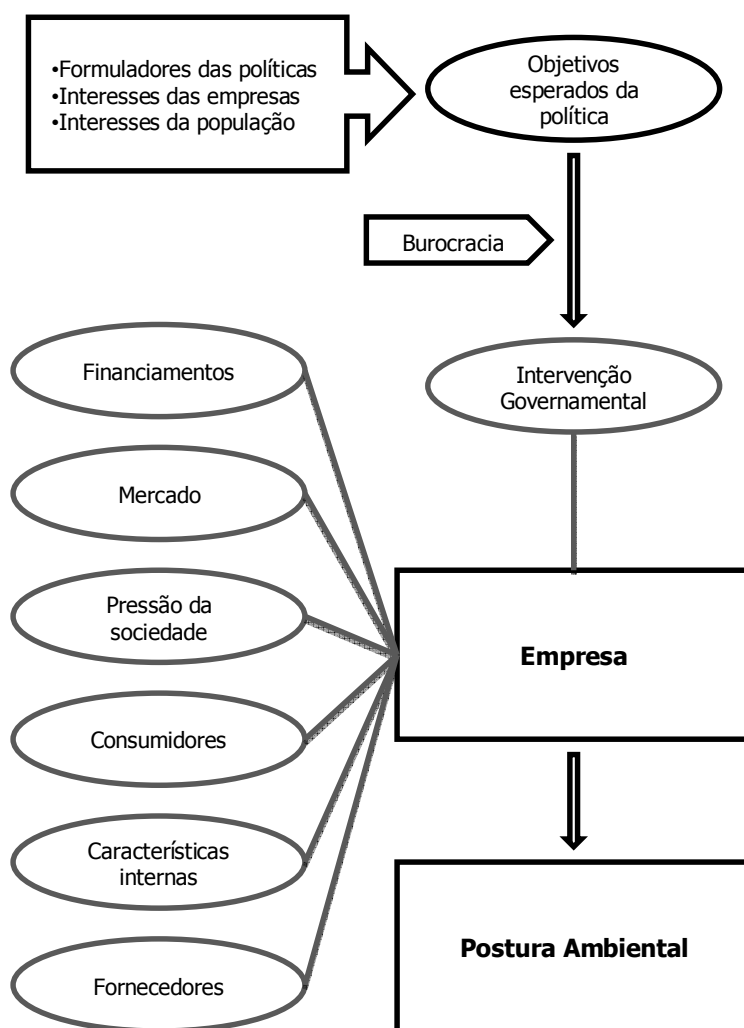 •Formuladores das políticas
•Interesses das empresas
•Interesses da população
Objetivos
esperados da
política
Burocracia
Financiamentos
Intervenção
Governamental
Mercado
Pressão da
sociedade
Empresa
Consumidores
Características
internas
Postura Ambiental
Fornecedores